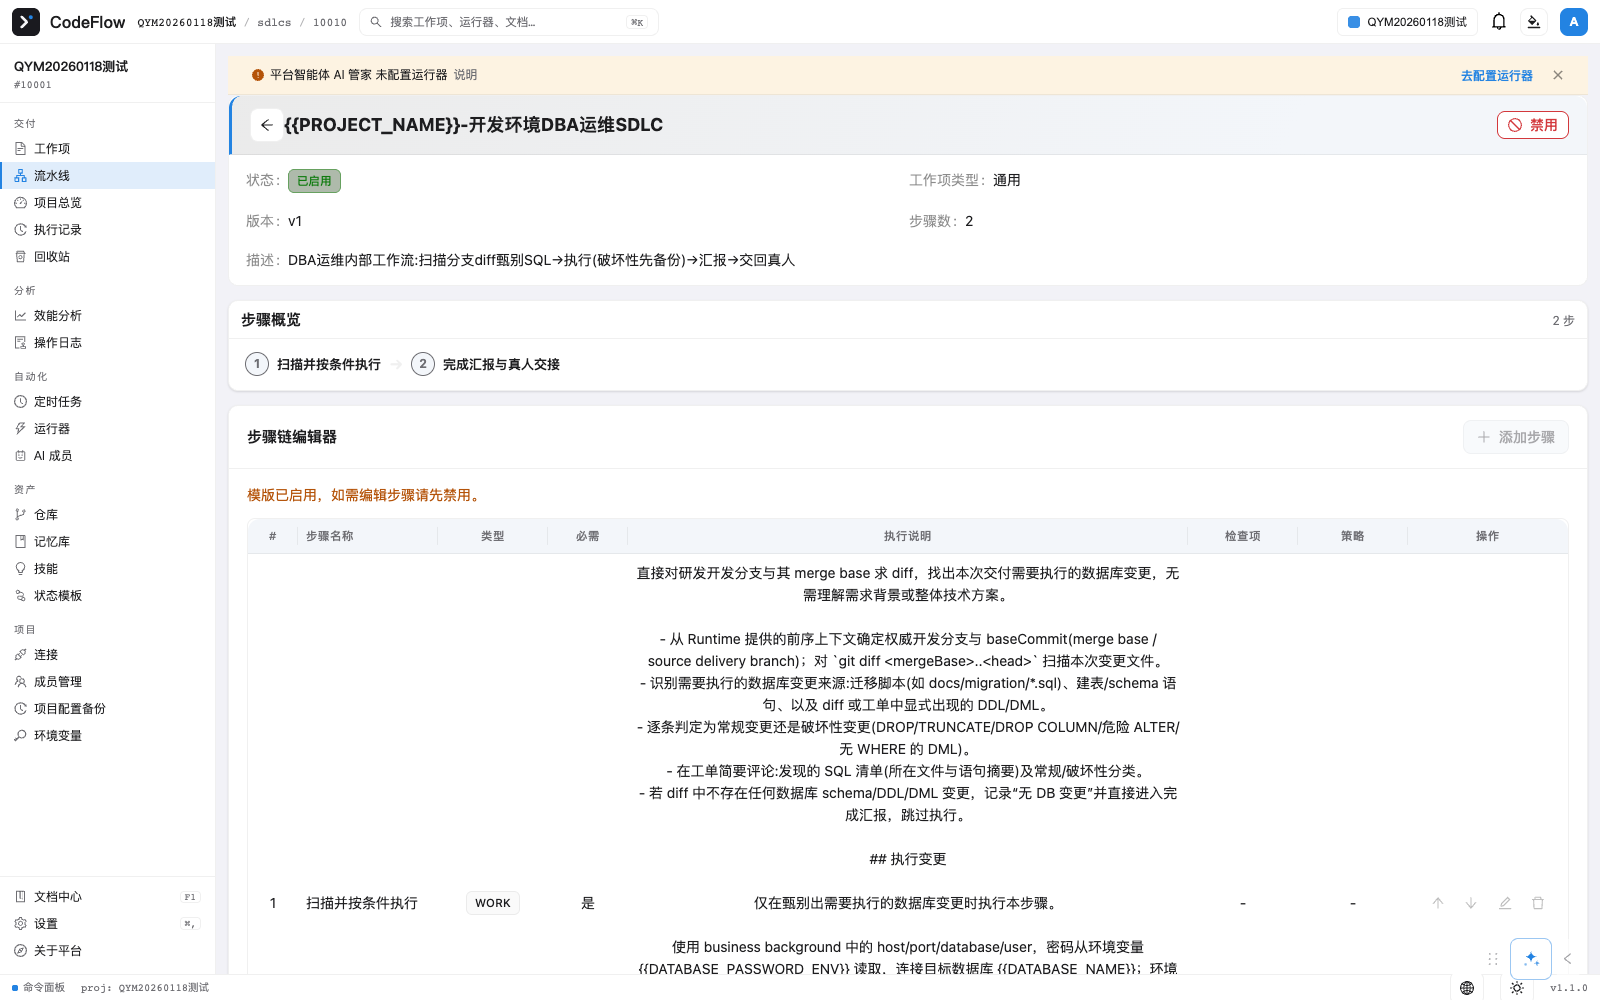 CodeFlow
QYM20260118测试 / sdlcs / 10010
搜索工作项、运行器、文档...
⌘K
QYM20260118测试
A
QYM20260118测试
#10001
交付
工作项
流水线
项目总览
执行记录
回收站
分析
效能分析
操作日志
自动化
定时任务
运行器
AI 成员
资产
仓库
记忆库
技能
状态模板
项目
连接
成员管理
项目配置备份
环境变量
文档中心 F1
设置 ⌘,
关于平台
平台智能体 AI 管家 未配置运行器 说明
去配置运行器
{{PROJECT_NAME}}-开发环境DBA运维SDLC
禁用
状态： 已启用
工作项类型： 通用
版本： v1
步骤数： 2
描述： DBA运维内部工作流:扫描分支diff甄别SQL→执行(破坏性先备份)→汇报→交回真人
步骤概览
2 步
1 扫描并按条件执行 → 2 完成汇报与真人交接
步骤链编辑器
添加步骤
模版已启用，如需编辑步骤请先禁用。
# 步骤名称 类型 必需 执行说明 检查项 策略 操作
直接对研发开发分支与其 merge base 求 diff，找出本次交付需要执行的数据库变更，无
需理解需求背景或整体技术方案。
- 从 Runtime 提供的前序上下文确定权威开发分支与 baseCommit(merge base /
source delivery branch)；对 `git diff <mergeBase>..<head>` 扫描本次变更文件。
- 识别需要执行的数据库变更来源:迁移脚本(如 docs/migration/*.sql)、建表/schema 语
句、以及 diff 或工单中显式出现的 DDL/DML。
- 逐条判定为常规变更还是破坏性变更(DROP/TRUNCATE/DROP COLUMN/危险 ALTER/
无 WHERE 的 DML)。
- 在工单简要评论:发现的 SQL 清单(所在文件与语句摘要)及常规/破坏性分类。
- 若 diff 中不存在任何数据库 schema/DDL/DML 变更，记录“无 DB 变更”并直接进入完
成汇报，跳过执行。
## 执行变更
1 扫描并按条件执行 WORK 是 仅在甄别出需要执行的数据库变更时执行本步骤。 - -
使用 business background 中的 host/port/database/user，密码从环境变量
{{DATABASE_PASSWORD_ENV}} 读取，连接目标数据库 {{DATABASE_NAME}}；环境
命令面板 proj: QYM20260118测试
v1.1.0